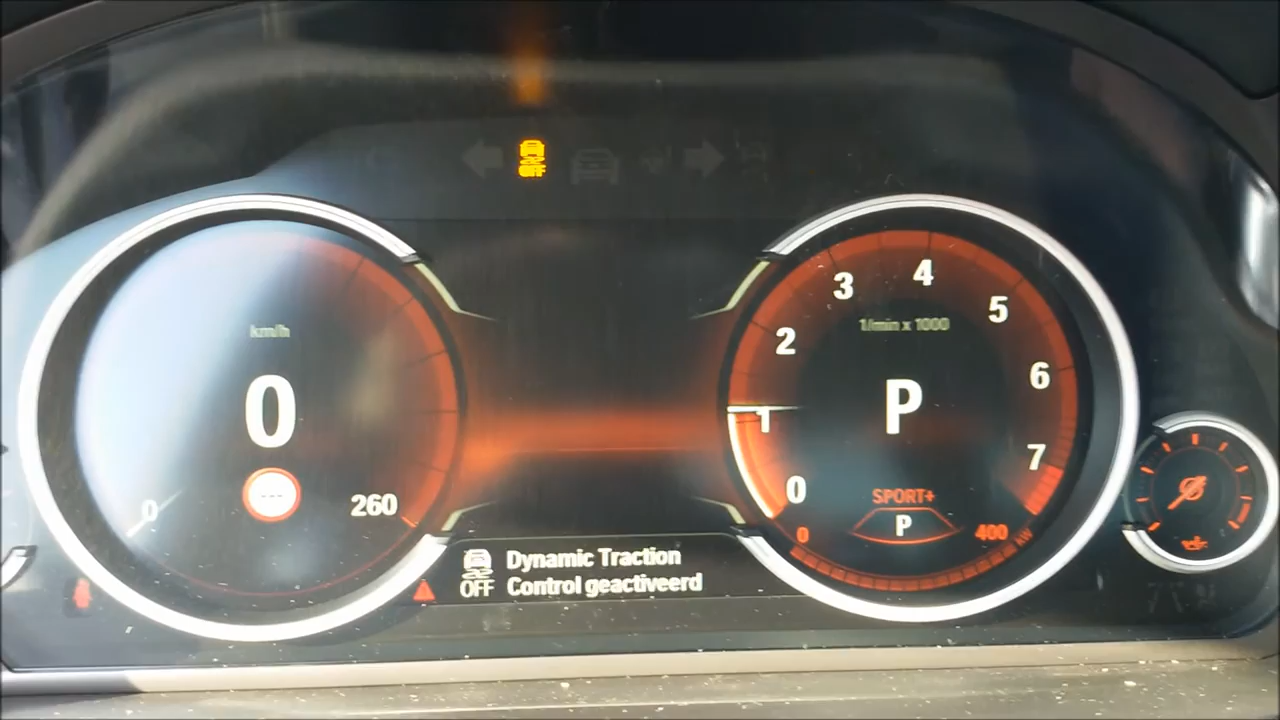 OFF
km/h
0
0
260
1/min x 1000
0
1
2
3
4
5
6
7
P
SPORT+
P
0
400
kW
OFF
Dynamic Traction
Control geactiveerd